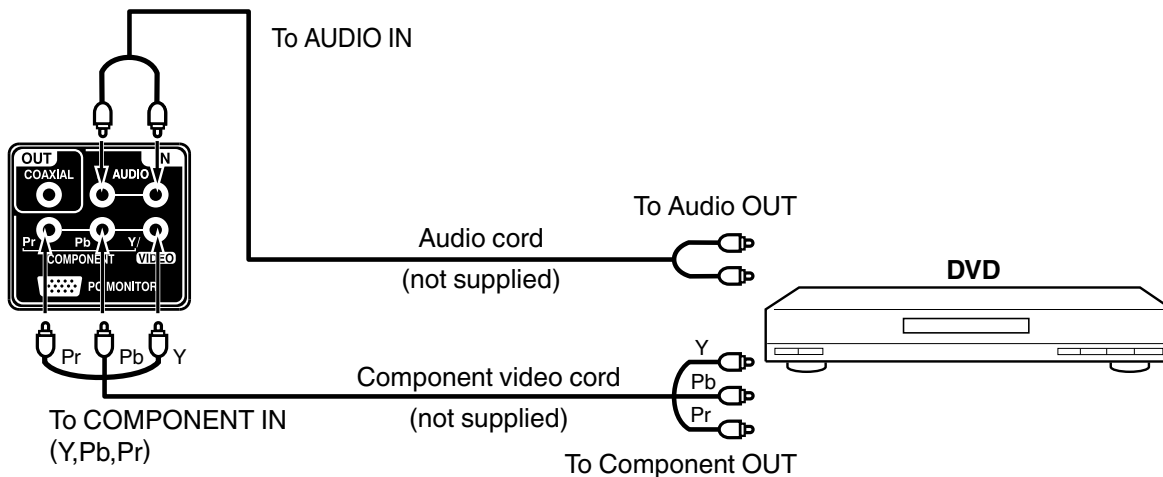 To AUDIO IN
OUT
IN
COAXIAL
AUDIO
Pr Pb Y/
COMPONENT VIDEO
PC MONITOR
To Audio OUT
Audio cord
(not supplied)
DVD
Pr Pb Y
To COMPONENT IN
(Y,Pb,Pr)
Component video cord
(not supplied)
Y
Pb
Pr
To Component OUT